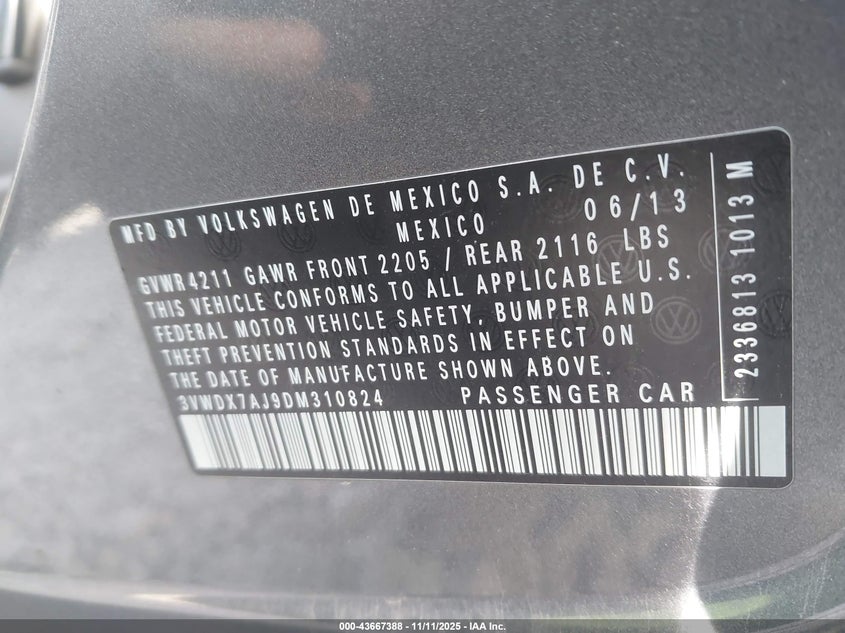 MFD BY VOLKSWAGEN DE MEXICO S.A. DE C.V.
MEXICO 06/13
GVWR 4211 GAWR FRONT 2205 / REAR 2116 LBS
THIS VEHICLE CONFORMS TO ALL APPLICABLE U.S.
FEDERAL MOTOR VEHICLE SAFETY, BUMPER AND
THEFT PREVENTION STANDARDS IN EFFECT ON
THE DATE OF MANUFACTURE SHOWN ABOVE.
3VWDX7AJ9DM310824 PASSENGER CAR
2336813 1013 M
000-43667388 - 11/11/2025 - IAA Inc.